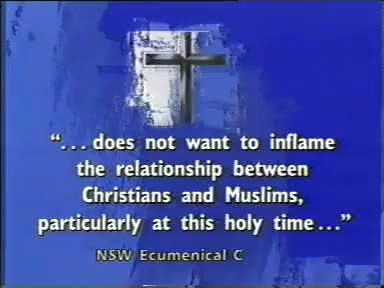 “... does not want to inflame
the relationship between
Christians and Muslims,
particularly at this holy time...”
NSW Ecumenical C